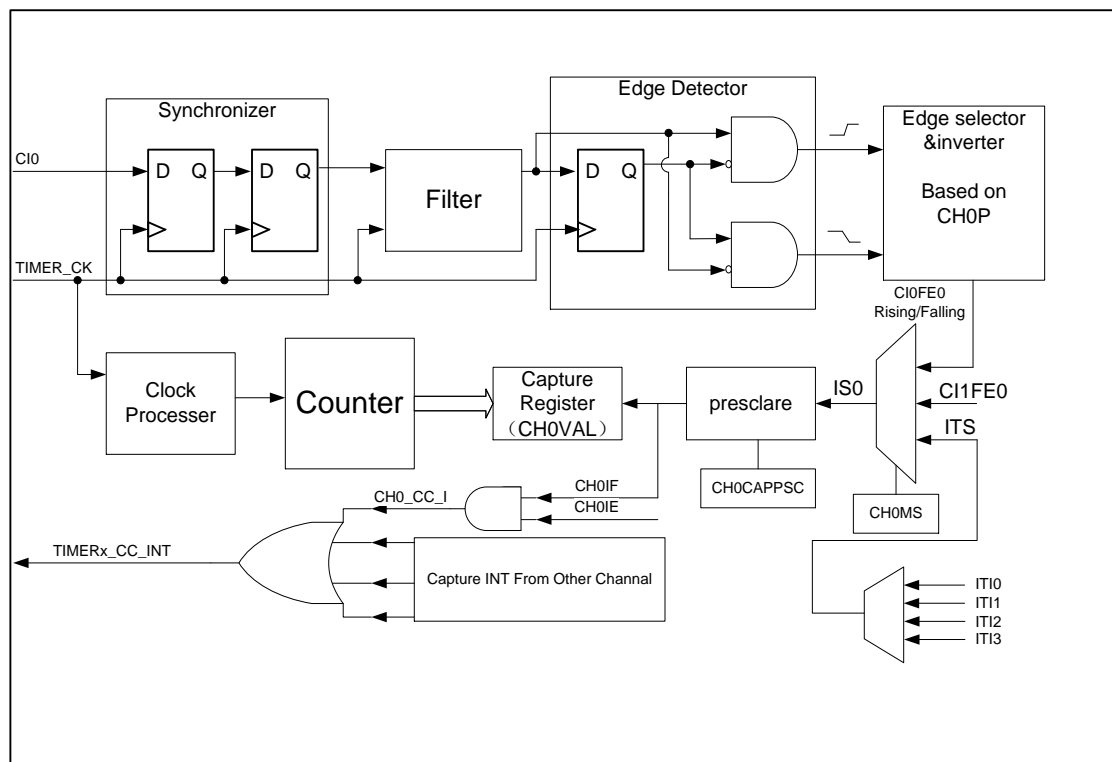 Synchronizer
Edge Detector
CI0
D Q
D Q
Filter
D Q
Edge selector
&inverter
Based on
CH0P
TIMER_CK
CI0FE0
Rising/Falling
Clock
Processer
Counter
Capture
Register
（CH0VAL）
presclare
IS0
CI1FE0
ITS
CH0CAPPSC
CH0MS
CH0IF
CH0_CC_I
CH0IE
TIMERx_CC_INT
Capture INT From Other Channal
ITI0
ITI1
ITI2
ITI3